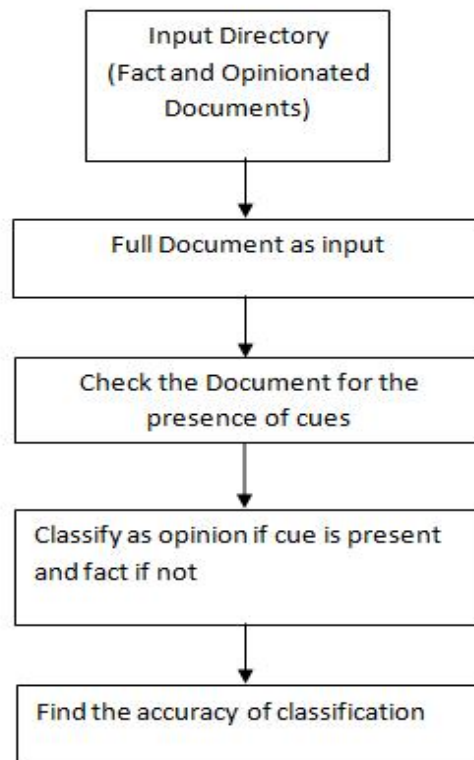 Input Directory
(Fact and Opinionated
Documents)
Full Document as input
Check the Document for the
presence of cues
Classify as opinion if cue is present
and fact if not
Find the accuracy of classification